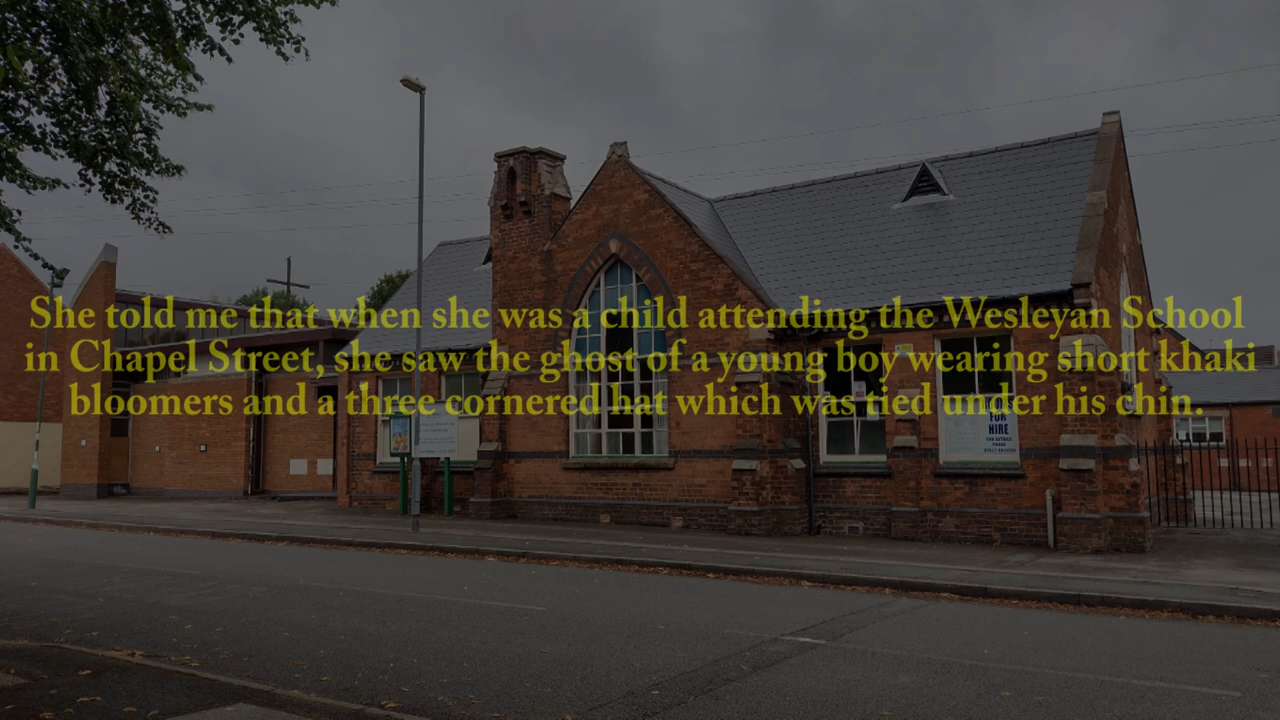 She told me that when she was a child attending the Wesleyan School
in Chapel Street, she saw the ghost of a young boy wearing short khaki
bloomers and a three cornered hat which was tied under his chin.
FOR
HIRE